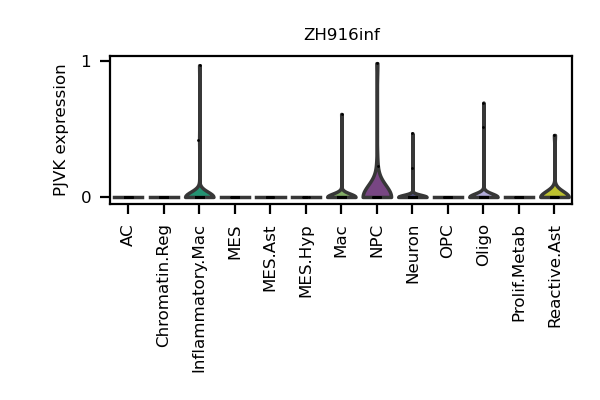 ZH916inf
PJVK expression
1
0
AC
Chromatin.Reg
Inflammatory.Mac
MES
MES.Ast
MES.Hyp
Mac
NPC
Neuron
OPC
Oligo
Prolif.Metab
Reactive.Ast